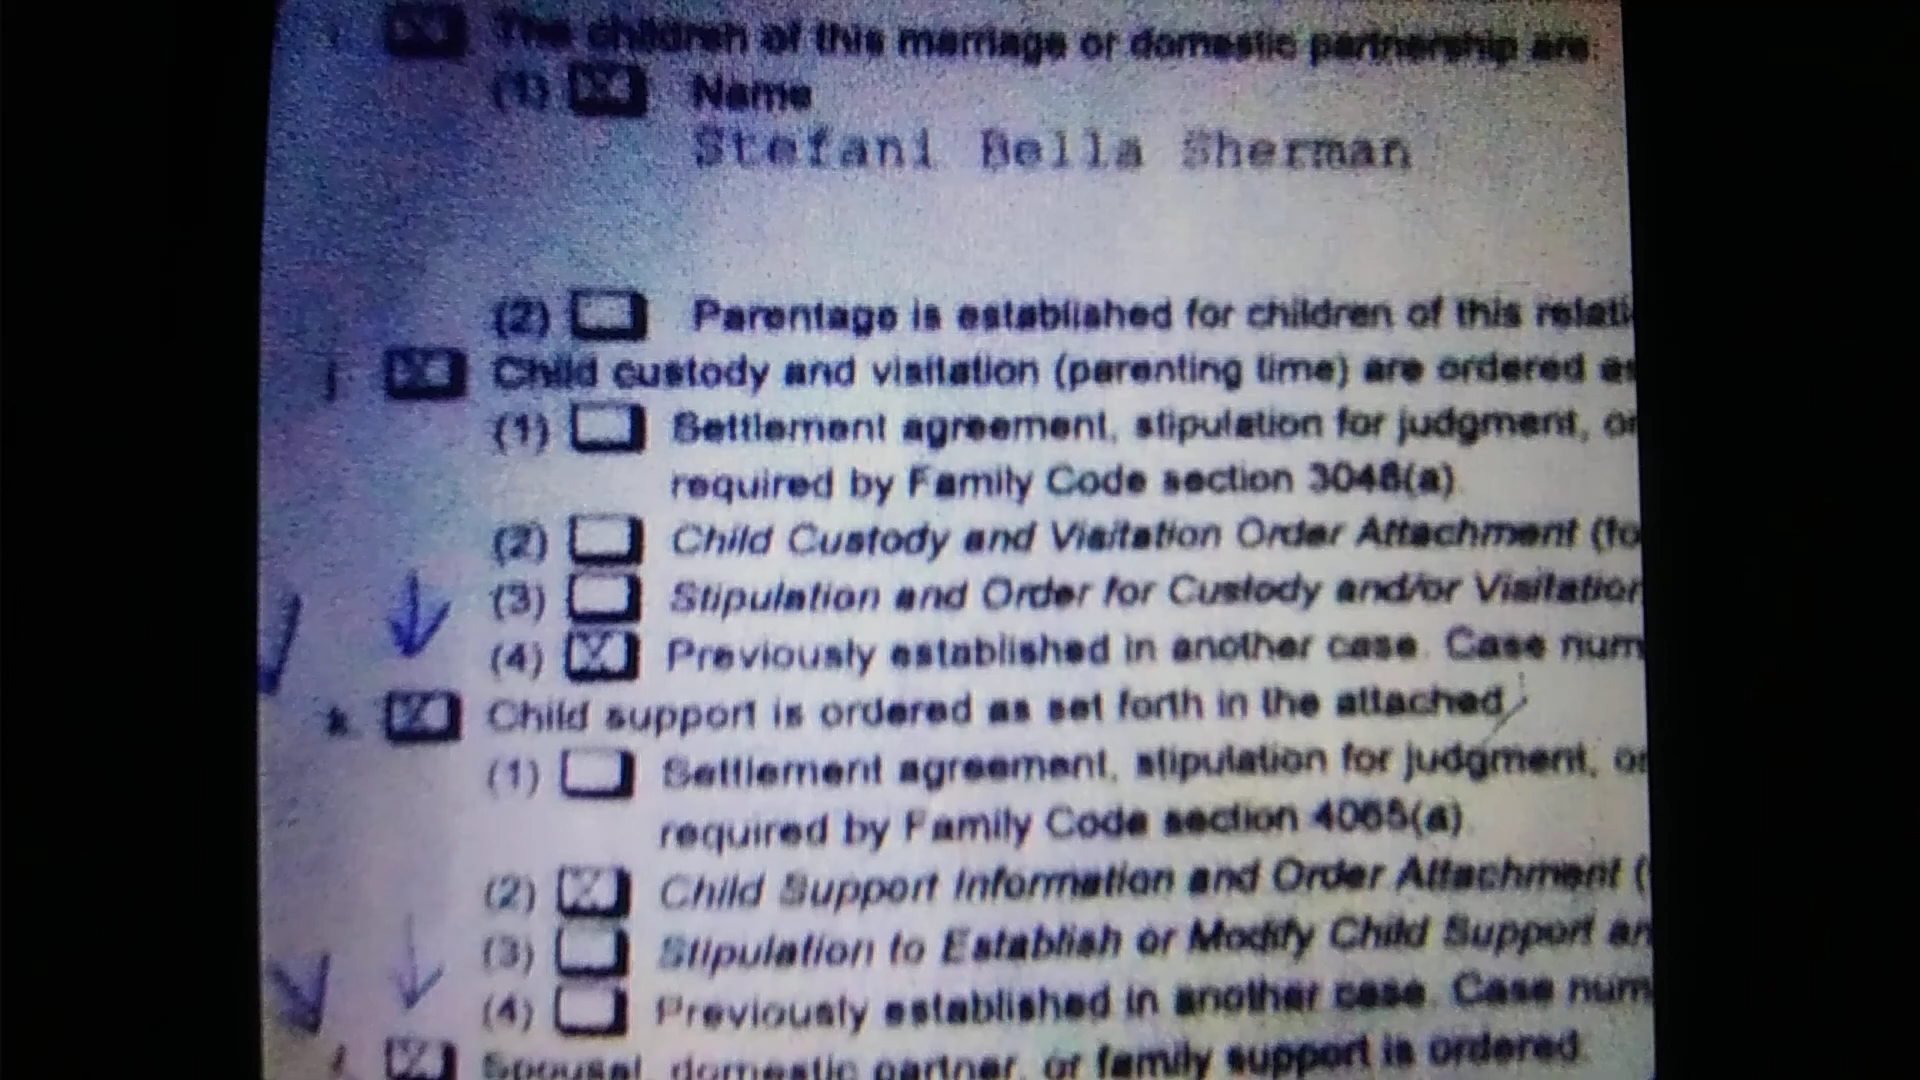 i. The children of this marriage or domestic partnership are:
(1) X Name
Stefani Bella Sherman
(2) Parentage is established for children of this relati
j. X Child custody and visitation (parenting time) are ordered as
(1) Settlement agreement, stipulation for judgment, or
required by Family Code section 3048(a).
(2) Child Custody and Visitation Order Attachment (fo
(3) Stipulation and Order for Custody and/or Visitation
(4) X Previously established in another case. Case num
k. X Child support is ordered as set forth in the attached
(1) Settlement agreement, stipulation for judgment, or
required by Family Code section 4065(a)
(2) X Child Support Information and Order Attachment (
(3) Stipulation to Establish or Modify Child Support an
(4) Previously established in another case. Case num
l. X Spousal, domestic partner, or family support is ordered